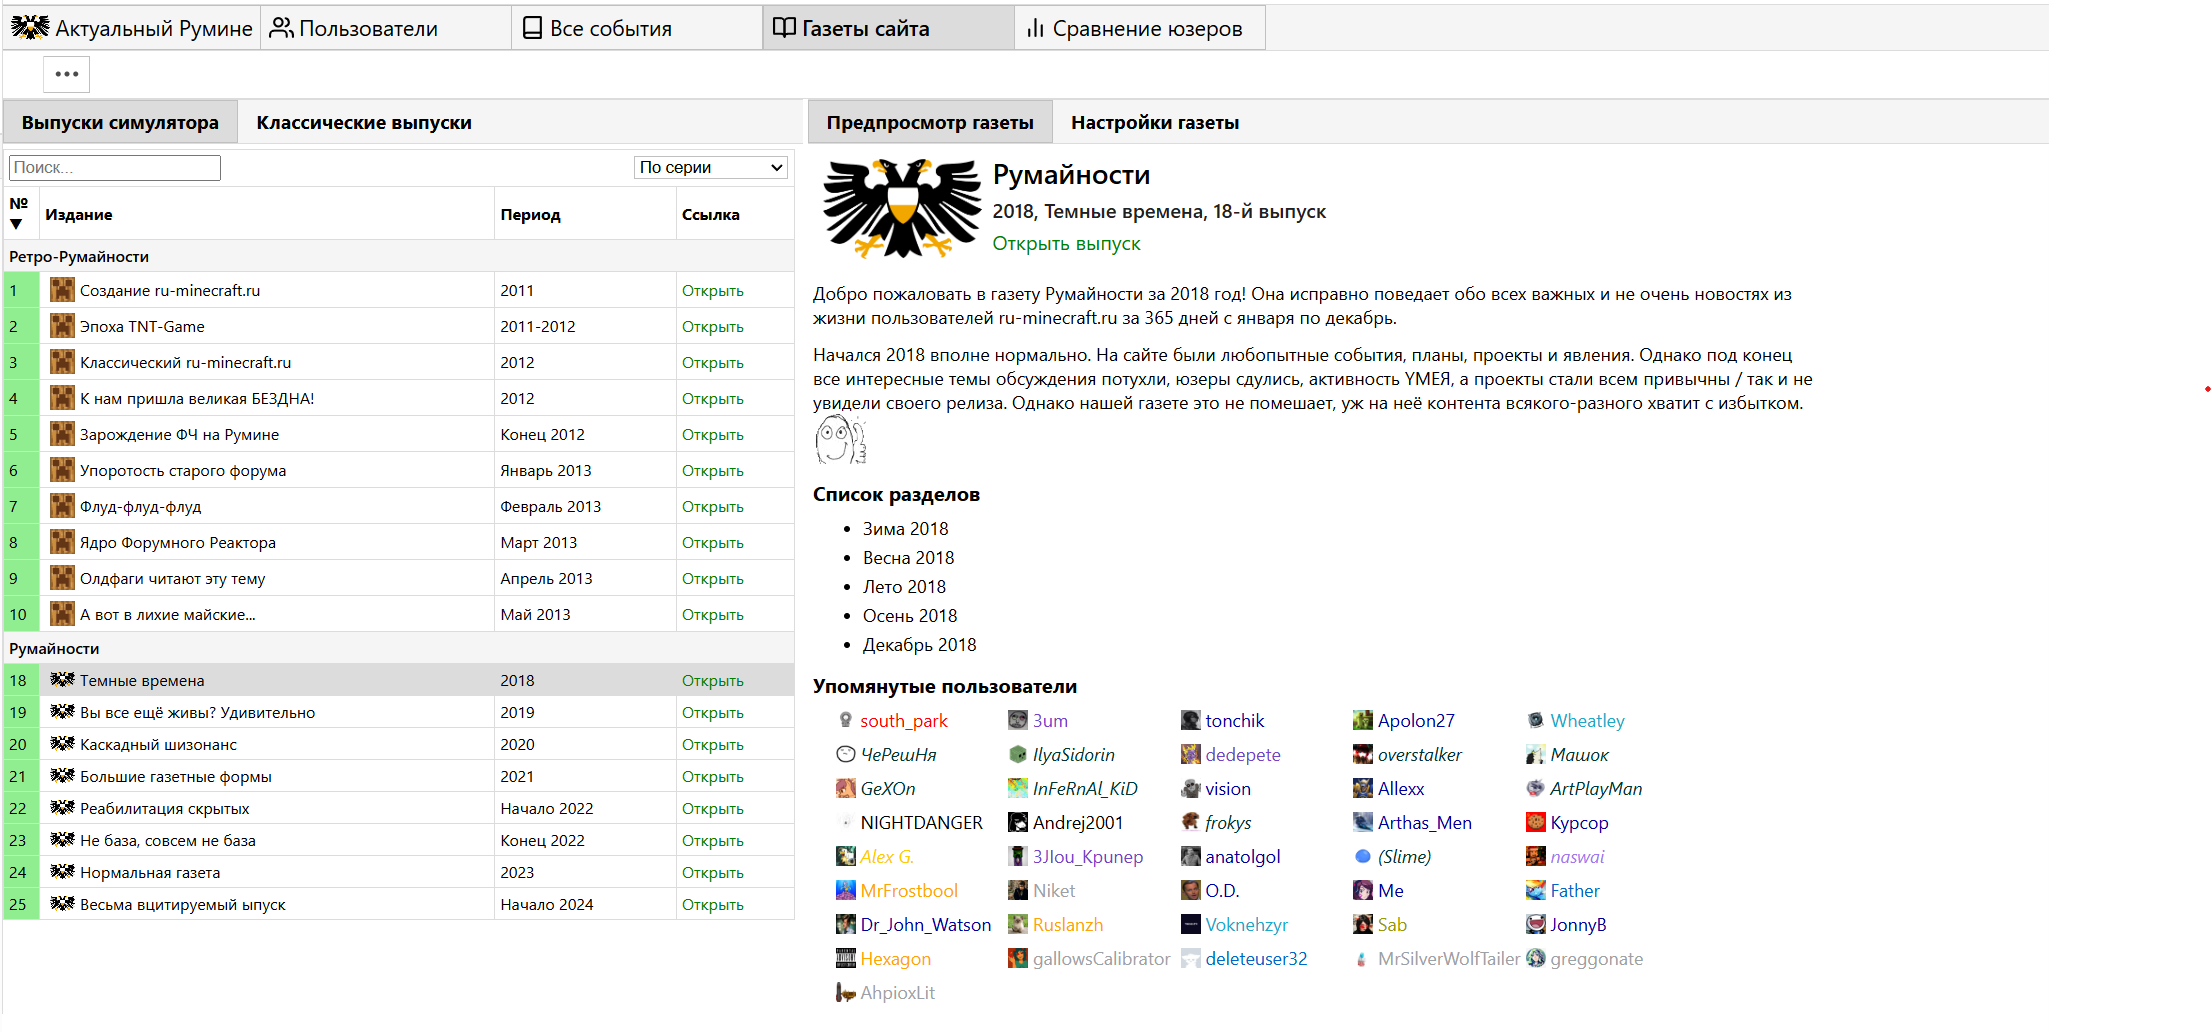 Актуальный Румине
Пользователи
Все события
Газеты сайта
Сравнение юзеров
Выпуски симулятора
Классические выпуски
Поиск...
По серии
№ ▼ Издание Период Ссылка
Ретро-Румайности
1 Создание ru-minecraft.ru 2011 Открыть
2 Эпоха TNT-Game 2011-2012 Открыть
3 Классический ru-minecraft.ru 2012 Открыть
4 К нам пришла великая БЕЗДНА! 2012 Открыть
5 Зарождение ФЧ на Румине Конец 2012 Открыть
6 Упоротость старого форума Январь 2013 Открыть
7 Флуд-флуд-флуд Февраль 2013 Открыть
8 Ядро Форумного Реактора Март 2013 Открыть
9 Олдфаги читают эту тему Апрель 2013 Открыть
10 А вот в лихие майские... Май 2013 Открыть
Румайности
18 Темные времена 2018 Открыть
19 Вы все ещё живы? Удивительно 2019 Открыть
20 Каскадный шизонанс 2020 Открыть
21 Большие газетные формы 2021 Открыть
22 Реабилитация скрытых Начало 2022 Открыть
23 Не база, совсем не база Конец 2022 Открыть
24 Нормальная газета 2023 Открыть
25 Весьма вцитируемый ыпуск Начало 2024 Открыть
Предпросмотр газеты
Настройки газеты
Румайности
2018, Темные времена, 18-й выпуск
Открыть выпуск
Добро пожаловать в газету Румайности за 2018 год! Она исправно поведает обо всех важных и не очень новостях из
жизни пользователей ru-minecraft.ru за 365 дней с января по декабрь.
Начался 2018 вполне нормально. На сайте были любопытные события, планы, проекты и явления. Однако под конец
все интересные темы обсуждения потухли, юзеры сдулись, активность YMEЯ, а проекты стали всем привычны / так и не
увидели своего релиза. Однако нашей газете это не помешает, уж на неё контента всякого-разного хватит с избытком.
Список разделов
• Зима 2018
• Весна 2018
• Лето 2018
• Осень 2018
• Декабрь 2018
Упомянутые пользователи
south_park 3um tonchik Apolon27 Wheatley
ЧеРешНя IlyaSidorin dedepete overstalker Машок
GeXOn InFeRnAl_KiD vision Allexx ArtPlayMan
NIGHTDANGER Andrej2001 frokys Arthas_Men Курсор
Alex G. 3JIou_Kpunep anatolgol (Slime) naswai
MrFrostbool Niket O.D. Me Father
Dr_John_Watson Ruslanzh Voknehzyr Sab JonnyB
Hexagon gallowsCalibrator deleteuser32 MrSilverWolfTailer greggonate
AhpioxLit